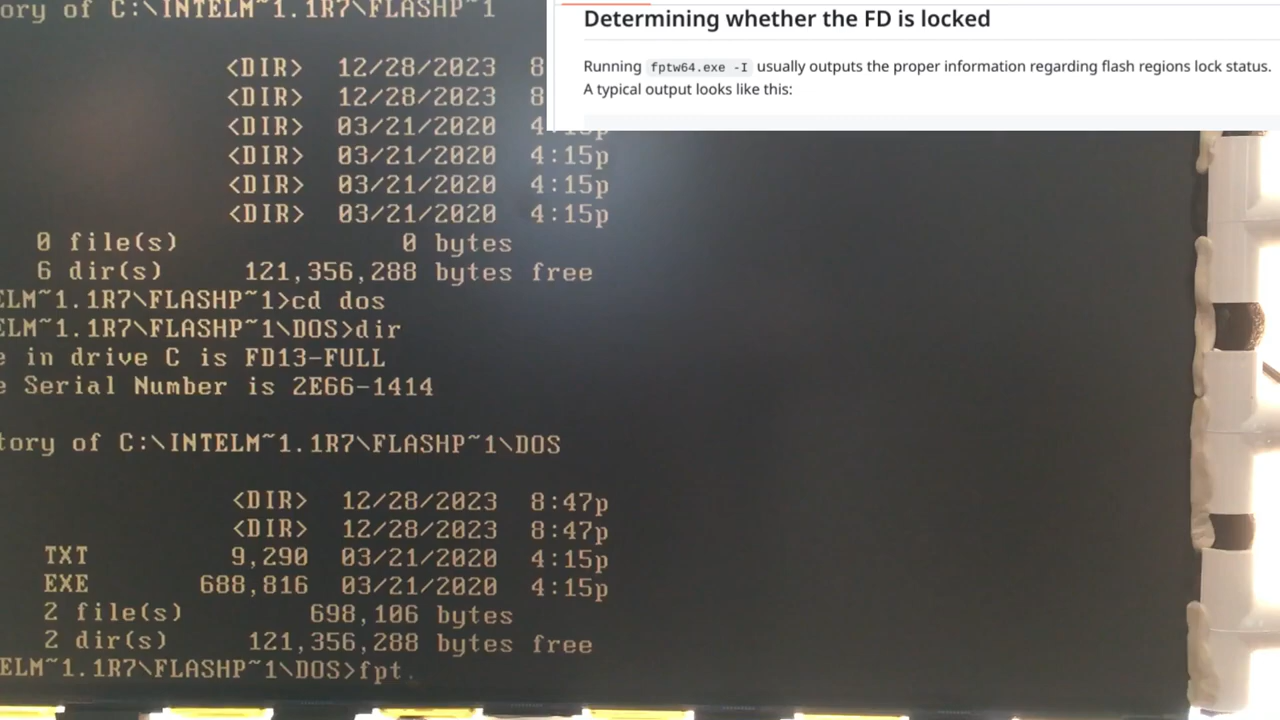 ory of C:\INTELM~1.1R7\FLASHP~1
<DIR> 12/28/2023 8
<DIR> 12/28/2023 8
<DIR> 03/21/2020 4:15p
<DIR> 03/21/2020 4:15p
<DIR> 03/21/2020 4:15p
<DIR> 03/21/2020 4:15p
0 file(s) 0 bytes
6 dir(s) 121,356,288 bytes free
ELM~1.1R7\FLASHP~1>cd dos
ELM~1.1R7\FLASHP~1\DOS>dir
e in drive C is FD13-FULL
e Serial Number is 2E66-1414
tory of C:\INTELM~1.1R7\FLASHP~1\DOS
<DIR> 12/28/2023 8:47p
<DIR> 12/28/2023 8:47p
TXT 9,290 03/21/2020 4:15p
EXE 688,816 03/21/2020 4:15p
2 file(s) 698,106 bytes
2 dir(s) 121,356,288 bytes free
ELM~1.1R7\FLASHP~1\DOS>fpt
Determining whether the FD is locked
Running fptw64.exe -I usually outputs the proper information regarding flash regions lock status.
A typical output looks like this: